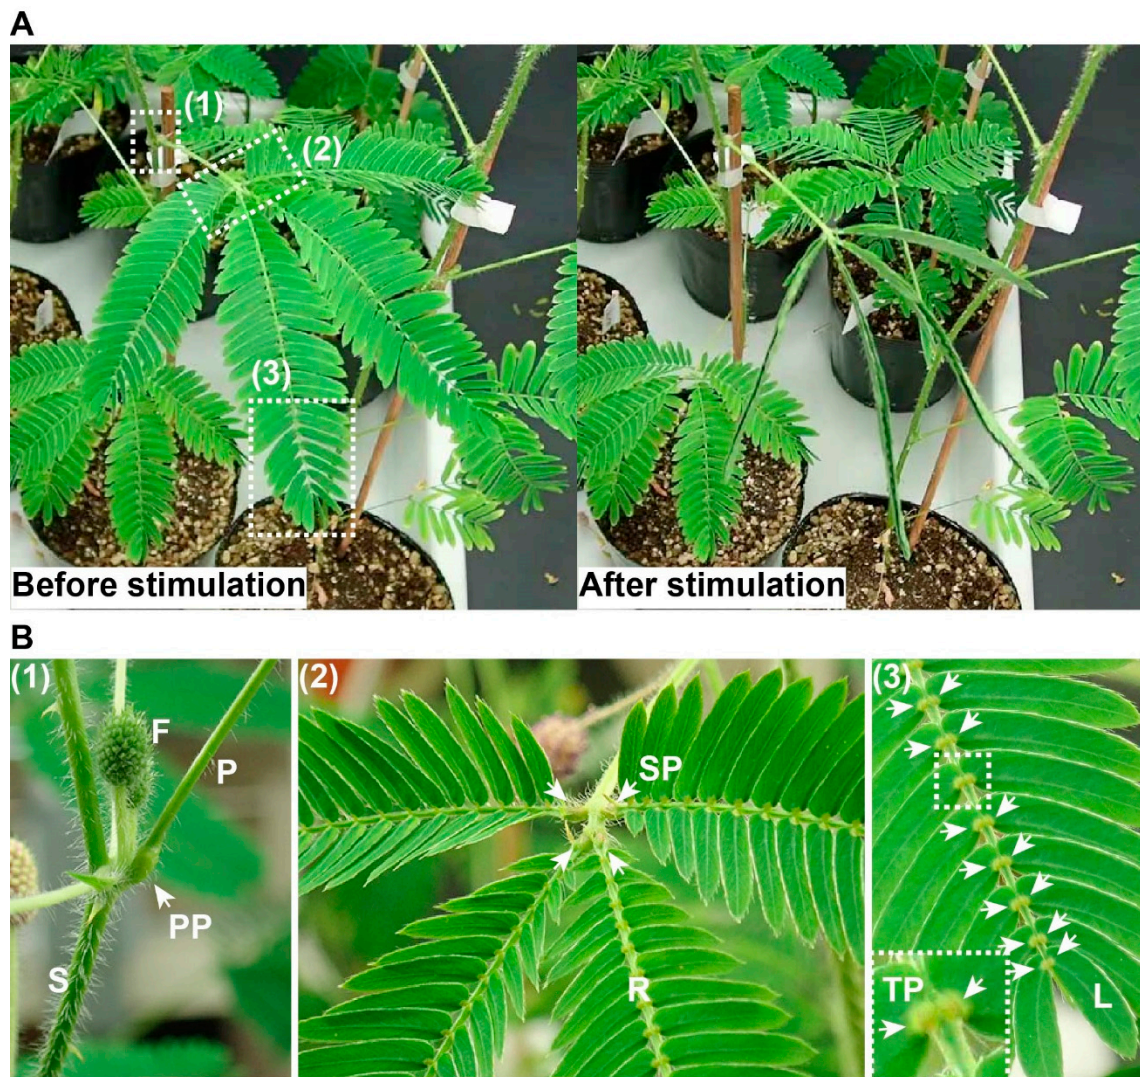 A
(1)
(2)
(3)
Before stimulation
After stimulation
B
(1)
F
P
PP
S
(2)
SP
R
(3)
TP
L